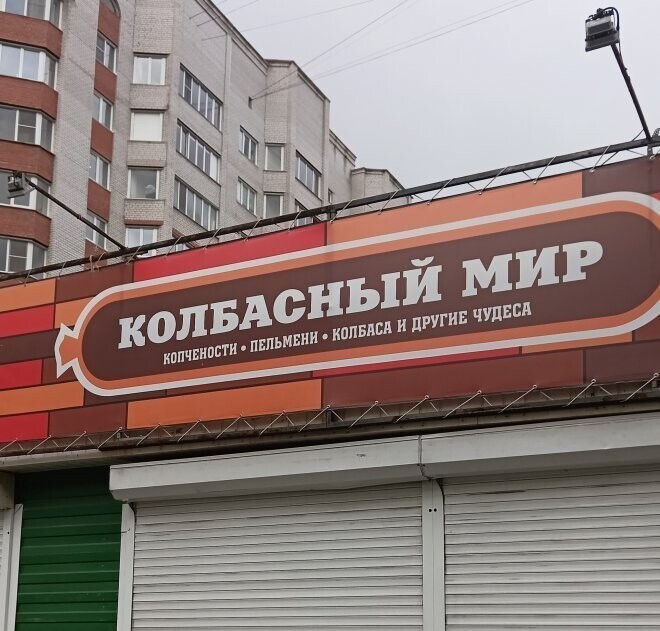 КОЛБАСНЫЙ МИР
КОПЧЕНОСТИ • ПЕЛЬМЕНИ • КОЛБАСА И ДРУГИЕ ЧУДЕСА